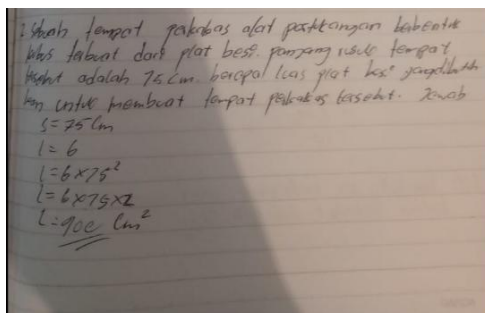 1. Sebuah tempat perkakas alat pertukangan berbentuk
kubus terbuat dari plat besi. panjang rusuk tempat
tersebut adalah 75 cm. berapa luas plat besi yang dibutuh
kan untuk membuat tempat perkakas tersebut. Jawab
s = 75 cm
l = 6
l = 6 x 75²
l = 6 x 75 x 2
l = 900 cm²